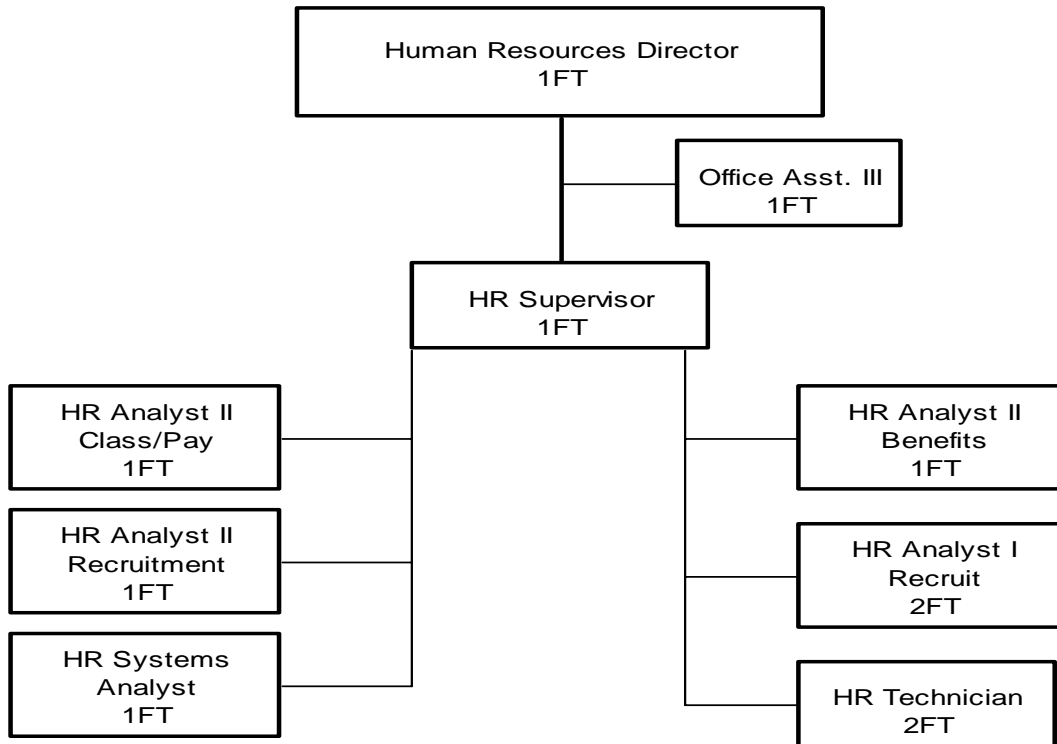 Human Resources Director
1FT
Office Asst. III
1FT
HR Supervisor
1FT
HR Analyst II
Class/Pay
1FT
HR Analyst II
Recruitment
1FT
HR Systems
Analyst
1FT
HR Analyst II
Benefits
1FT
HR Analyst I
Recruit
2FT
HR Technician
2FT